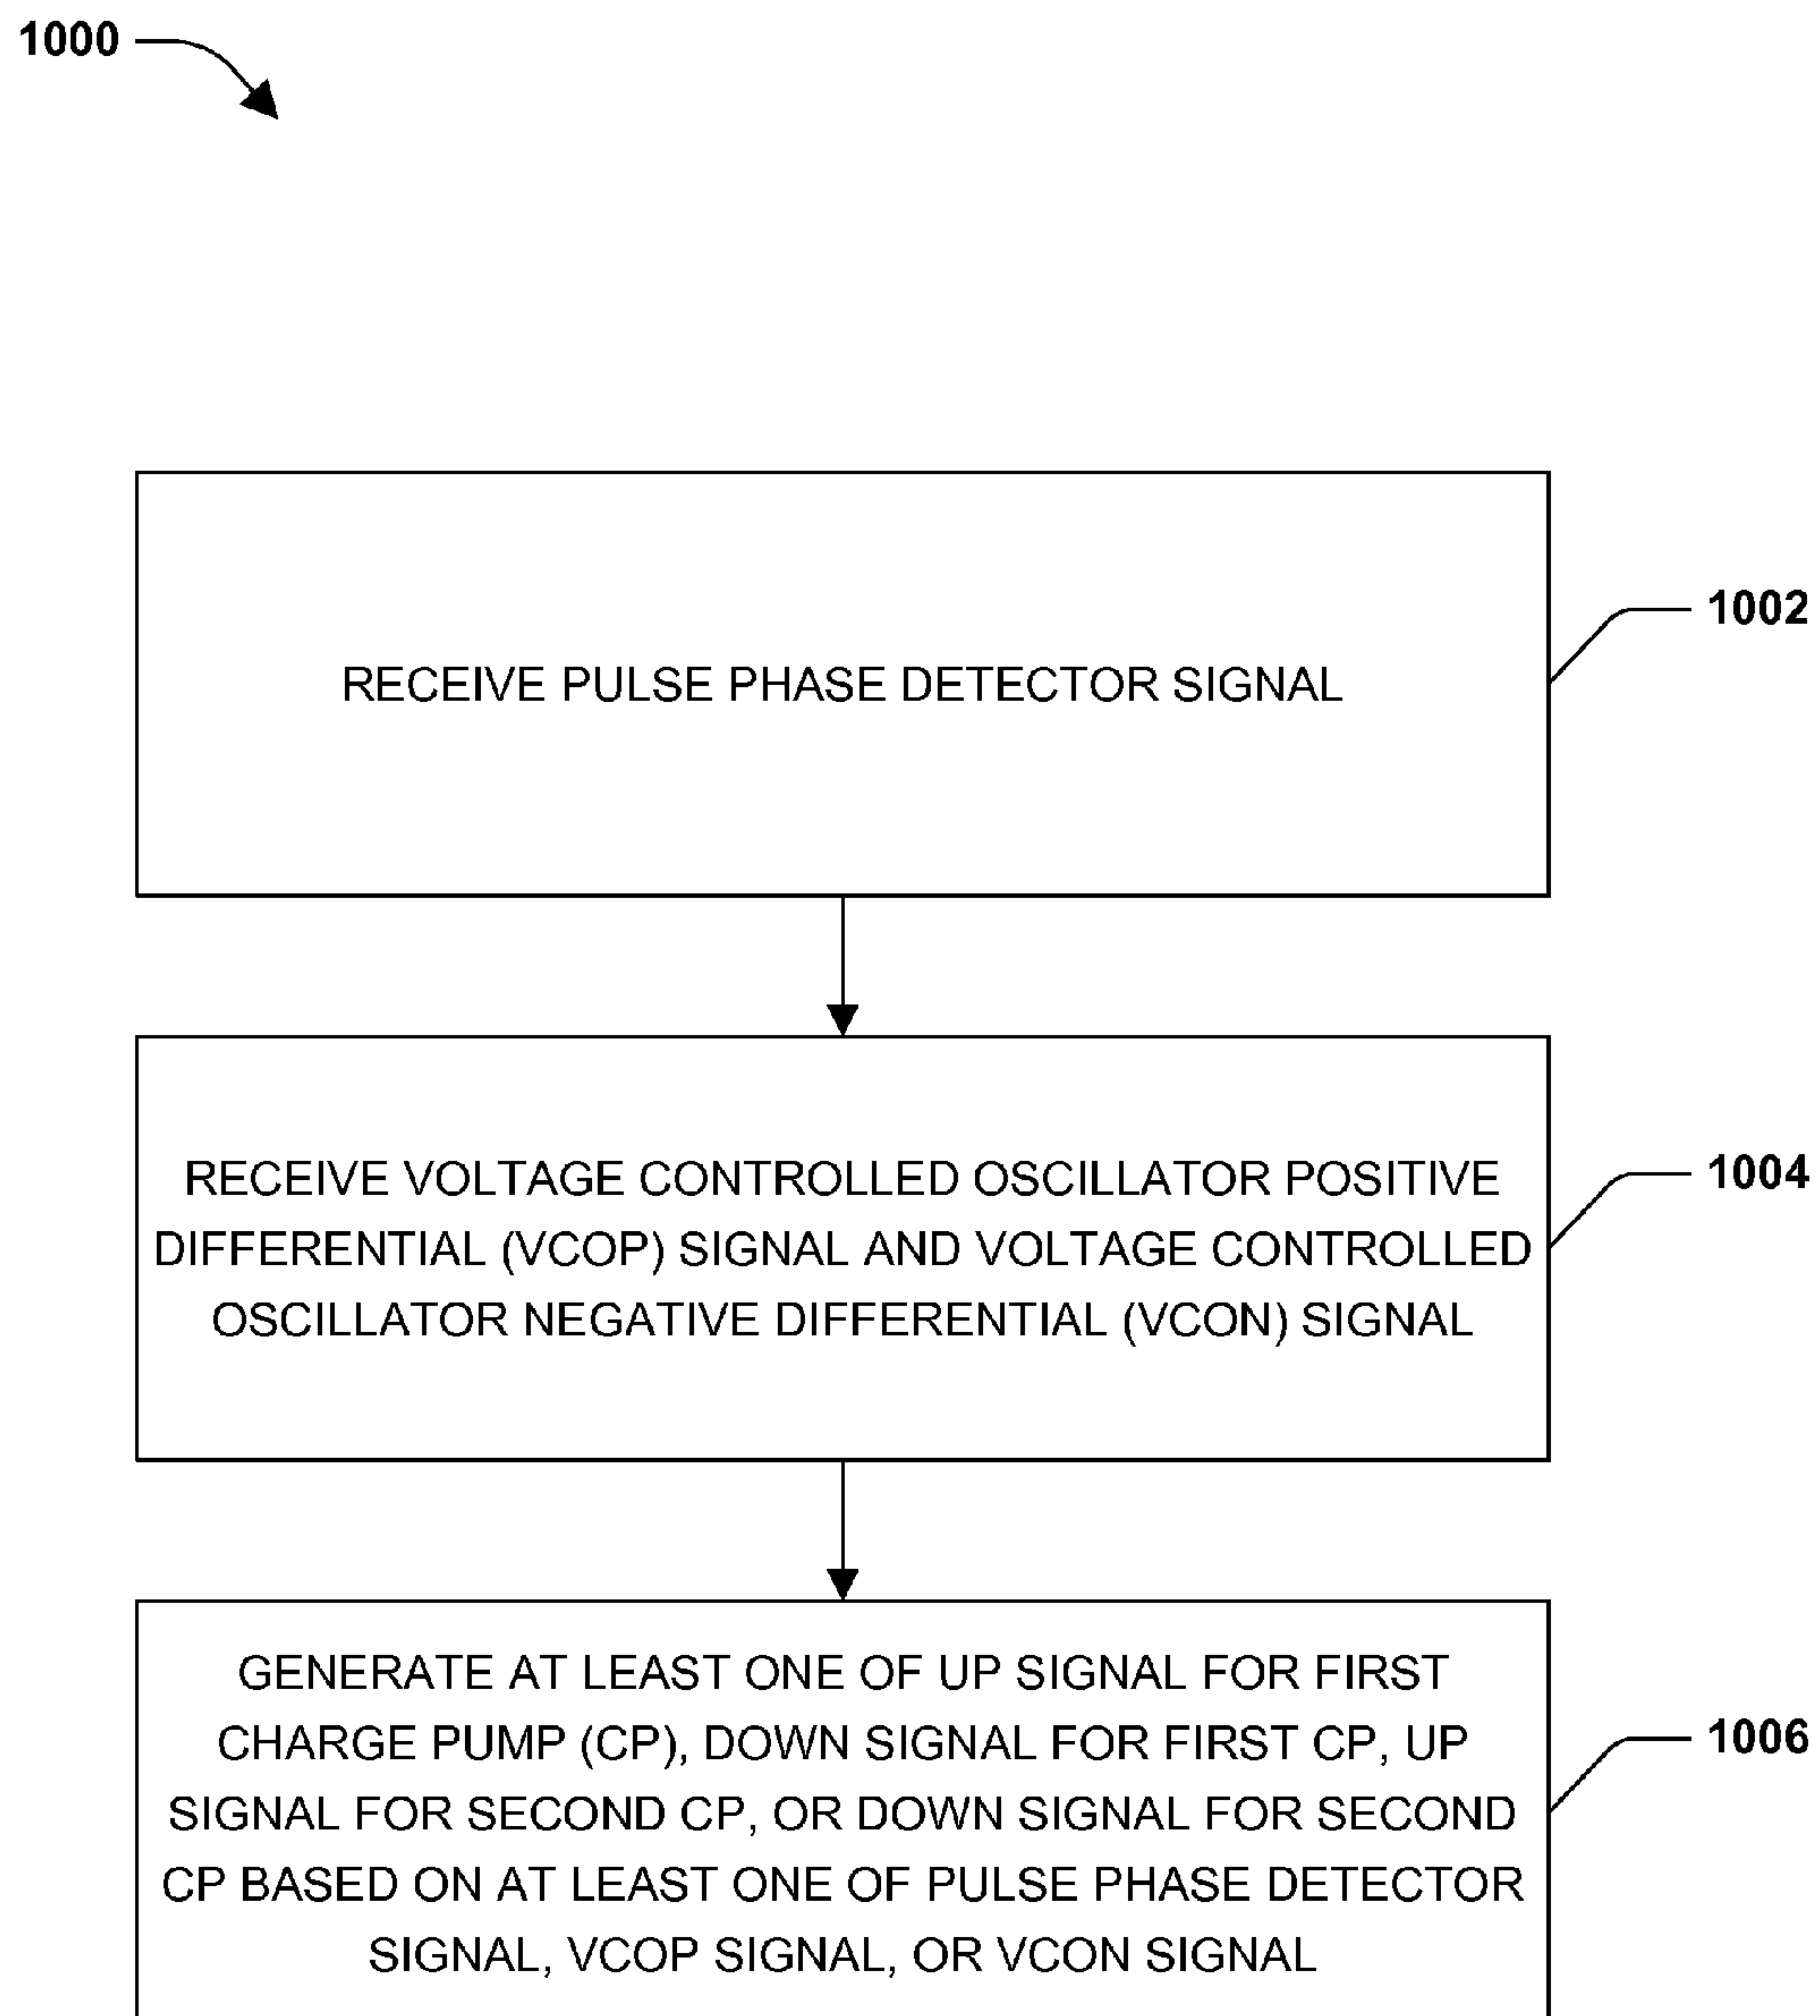 1000
RECEIVE PULSE PHASE DETECTOR SIGNAL
1002
RECEIVE VOLTAGE CONTROLLED OSCILLATOR POSITIVE
DIFFERENTIAL (VCOP) SIGNAL AND VOLTAGE CONTROLLED
OSCILLATOR NEGATIVE DIFFERENTIAL (VCON) SIGNAL
1004
GENERATE AT LEAST ONE OF UP SIGNAL FOR FIRST
CHARGE PUMP (CP), DOWN SIGNAL FOR FIRST CP, UP
SIGNAL FOR SECOND CP, OR DOWN SIGNAL FOR SECOND
CP BASED ON AT LEAST ONE OF PULSE PHASE DETECTOR
SIGNAL, VCOP SIGNAL, OR VCON SIGNAL
1006